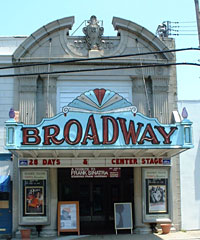 BROADWAY
28 DAYS CENTER STAGE
FRANK SINATRA